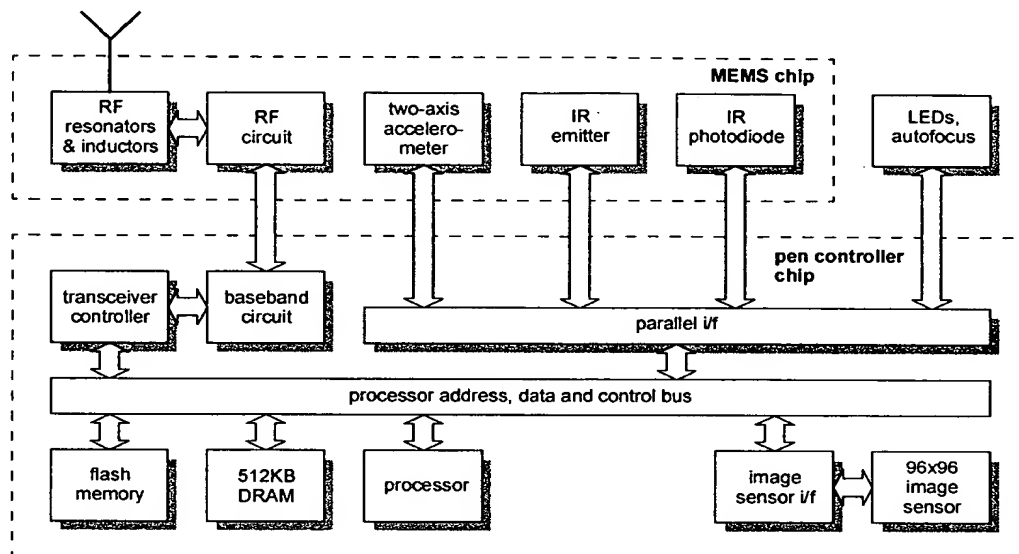 MEMS chip
RF
resonators
& inductors
RF
circuit
two-axis
accelero-
meter
IR
emitter
IR
photodiode
LEDs,
autofocus
pen controller
chip
transceiver
controller
baseband
circuit
parallel i/f
processor address, data and control bus
flash
memory
512KB
DRAM
processor
image
sensor i/f
96x96
image
sensor